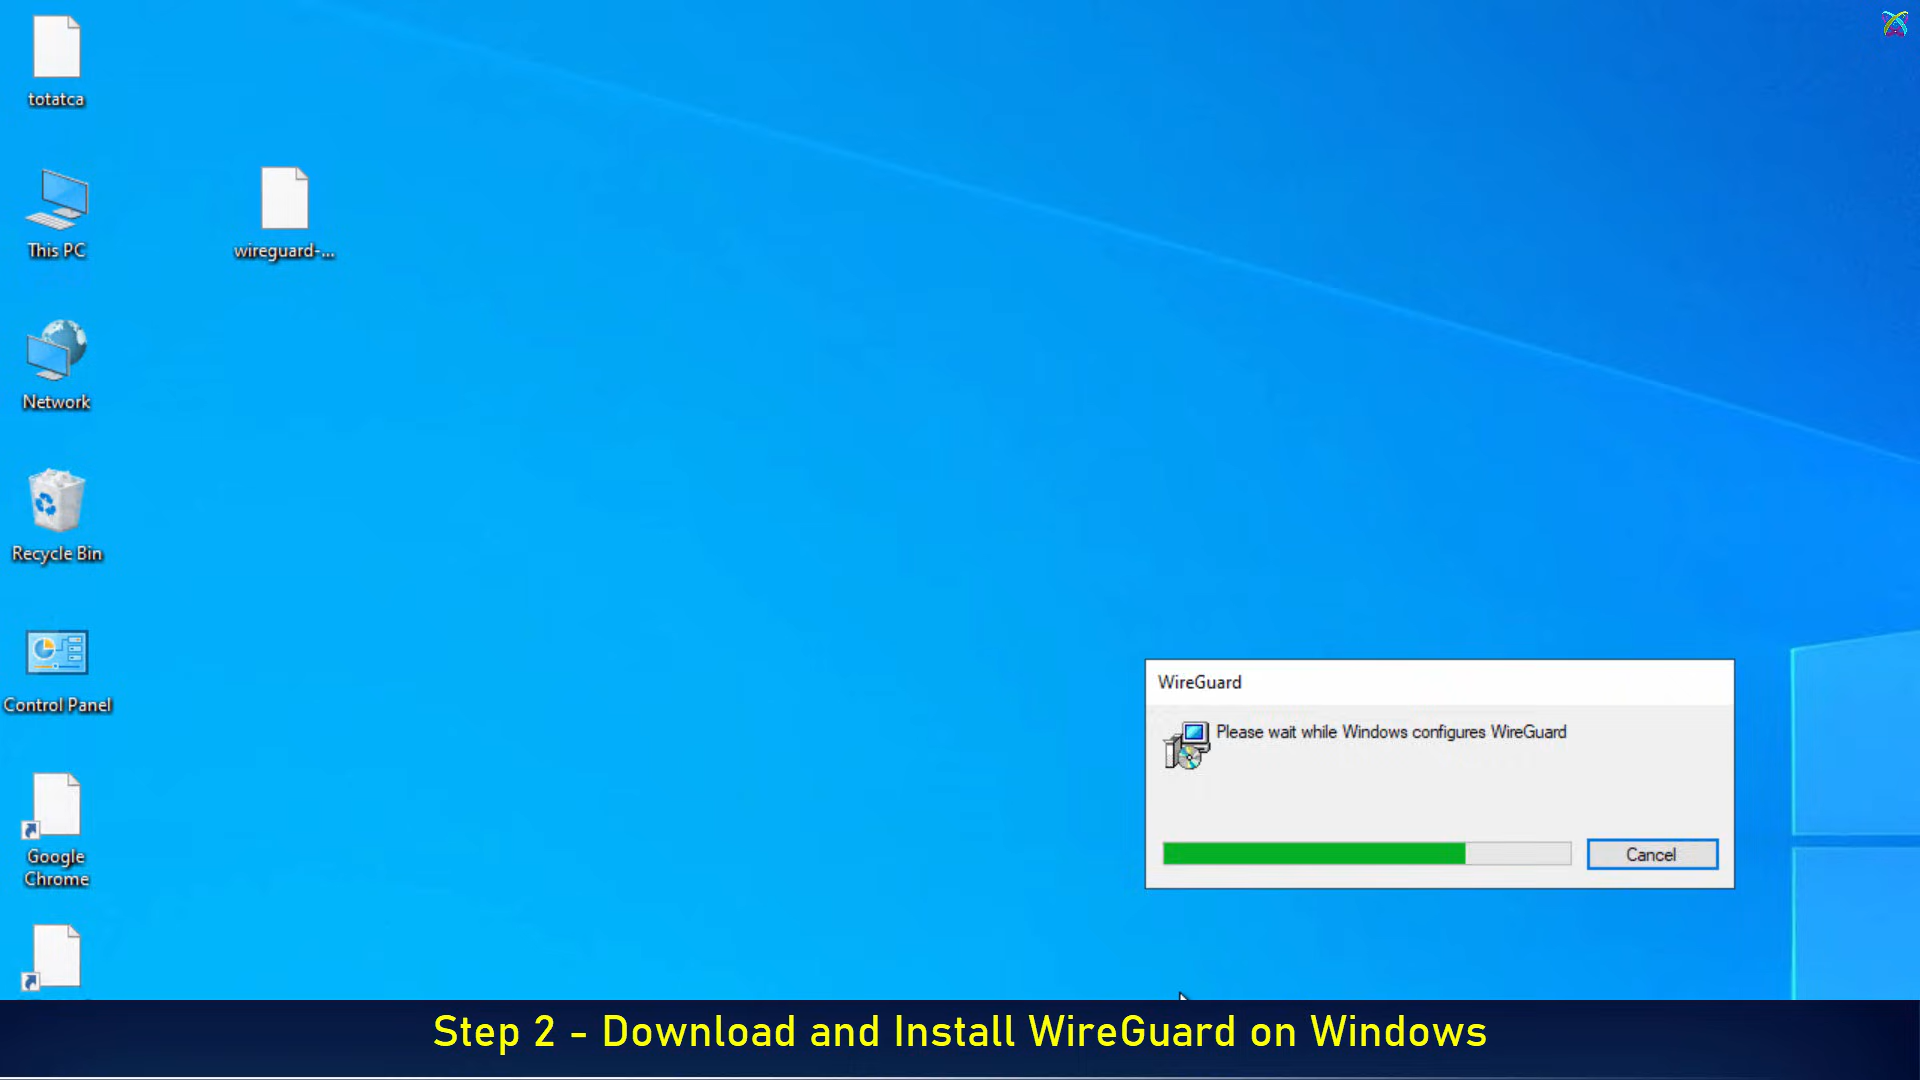 totatca
This PC
wireguard-...
Network
Recycle Bin
Control Panel
Google
Chrome
WireGuard
Please wait while Windows configures WireGuard
Cancel
Step 2 - Download and Install WireGuard on Windows